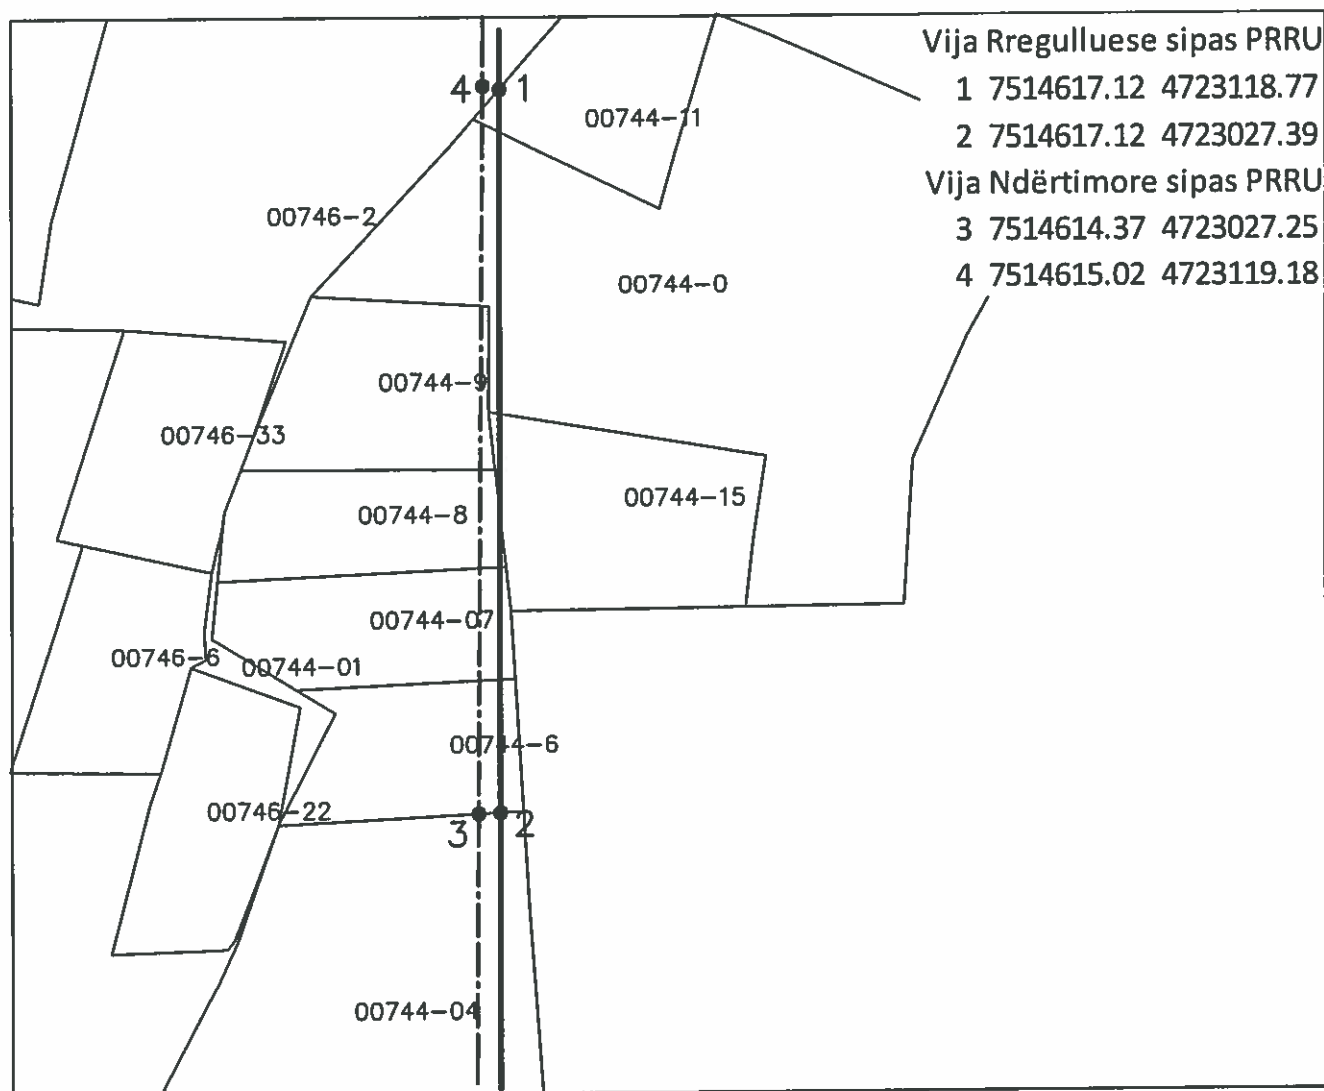 Vija Rregulluese sipas PRRU
1 7514617.12 4723118.77
2 7514617.12 4723027.39
Vija Ndërtimore sipas PRRU
3 7514614.37 4723027.25
4 7514615.02 4723119.18
4 1
00744-11
00746-2
00744-0
00744-9
00746-33
00744-15
00744-8
00744-07
00746-6
00744-01
00744-6
00746-22
3 2
00744-04